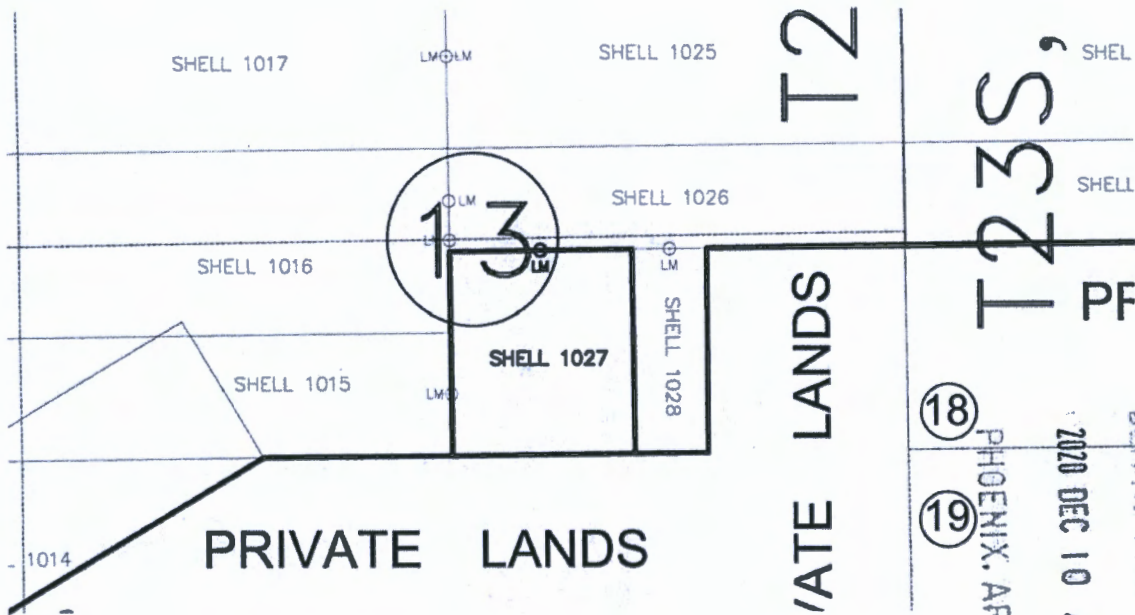 SHELL 1017
LM
LM
SHELL 1025
T2
T23S,
SHEL
LM
SHELL 1026
SHELL
13
LM
LM
SHELL 1016
SHELL 1027
SHELL 1028
PR
SHELL 1015
LM
18
19
PRIVATE LANDS
VATE LANDS
1014
2020 DEC 10
PHOENIX, AR